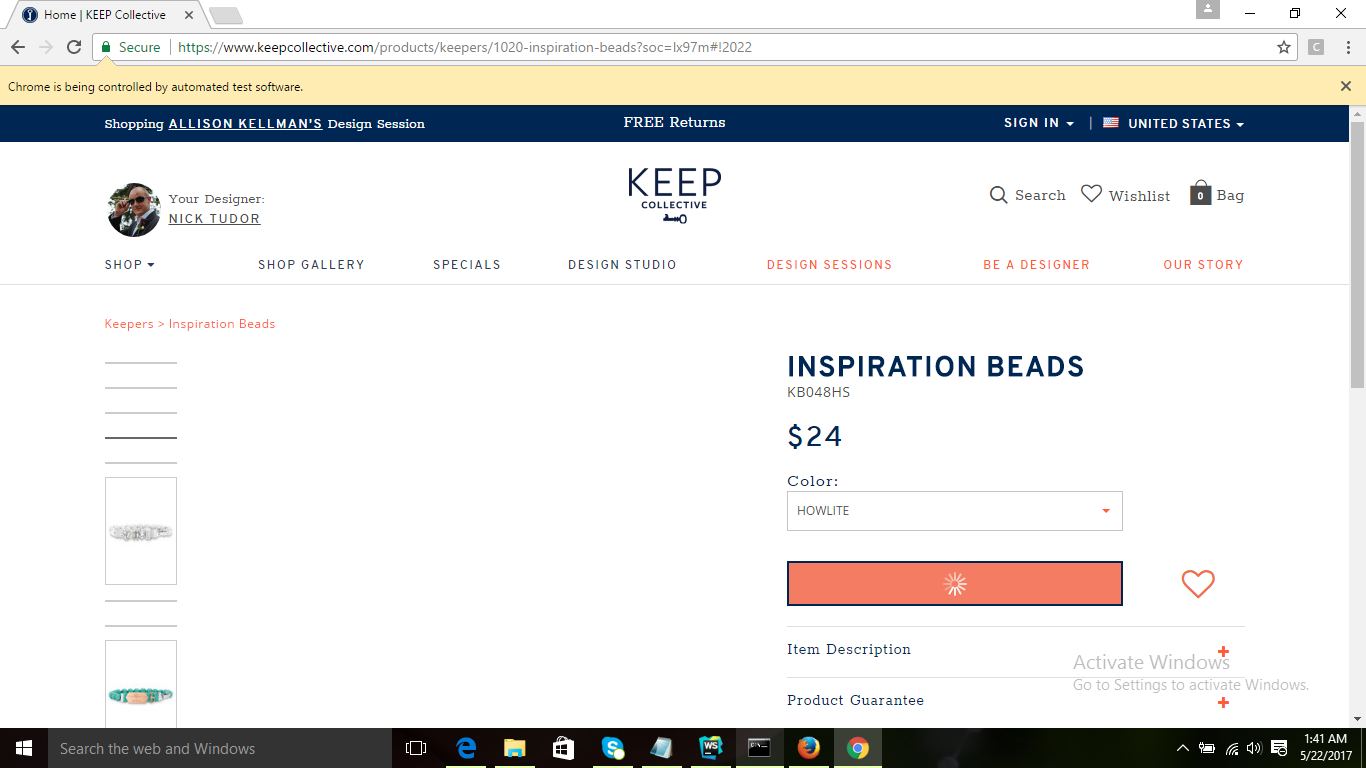 Home | KEEP Collective
Secure
https://www.keepcollective.com/products/keepers/1020-inspiration-beads?soc=lx97m#!2022
C
Chrome is being controlled by automated test software.
Shopping ALLISON KELLMAN'S Design Session
FREE Returns
SIGN IN
|
UNITED STATES
Your Designer:
NICK TUDOR
KEEP
COLLECTIVE
Search
Wishlist
0
Bag
SHOP
SHOP GALLERY
SPECIALS
DESIGN STUDIO
DESIGN SESSIONS
BE A DESIGNER
OUR STORY
Keepers > Inspiration Beads
INSPIRATION BEADS
KB048HS
$24
Color:
HOWLITE
Item Description
+
Activate Windows
Go to Settings to activate Windows.
Product Guarantee
+
Search the web and Windows
WS
1:41 AM
5/22/2017